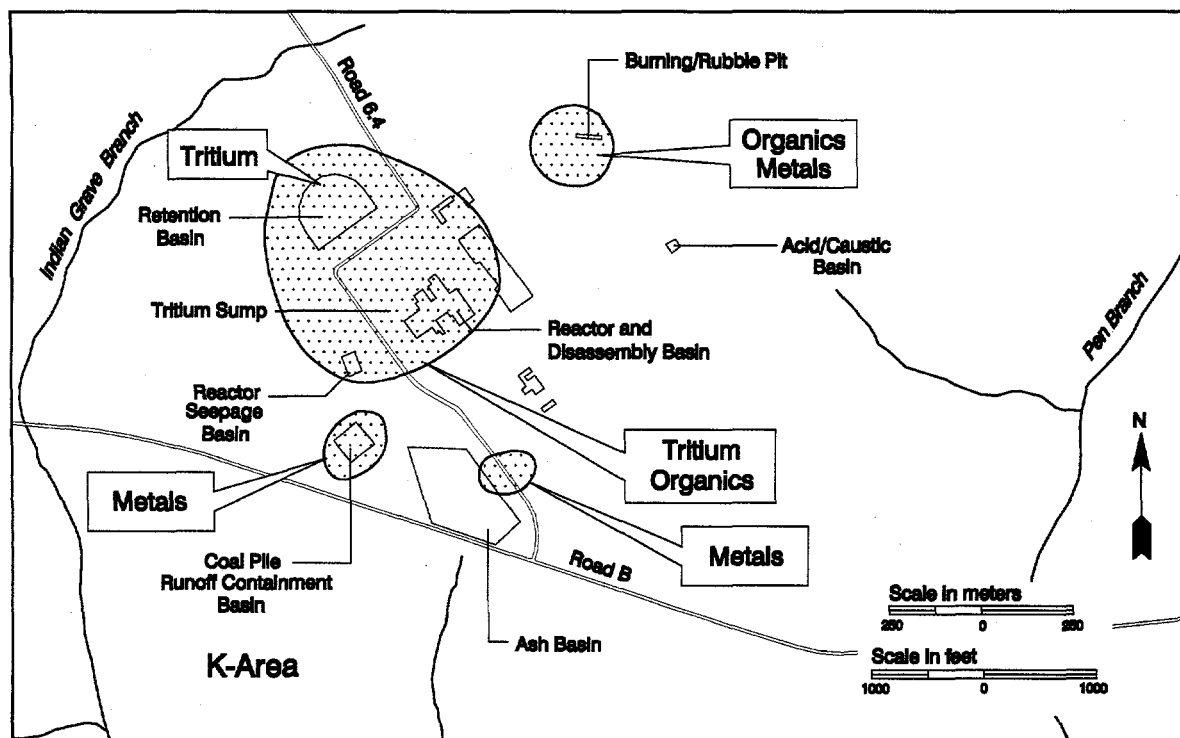 Road 6.4
Indian Grave Branch
Burning/Rubble Pit
Organics
Metals
Tritium
Retention
Basin
Acid/Caustic
Basin
Pen Branch
Tritium Sump
Reactor and
Disassembly Basin
Reactor
Seepage
Basin
N
Tritium
Organics
Metals
Metals
Coal Pile
Runoff Containment
Basin
Road B
Ash Basin
K-Area
Scale in meters
250 0 250
Scale in feet
1000 0 1000